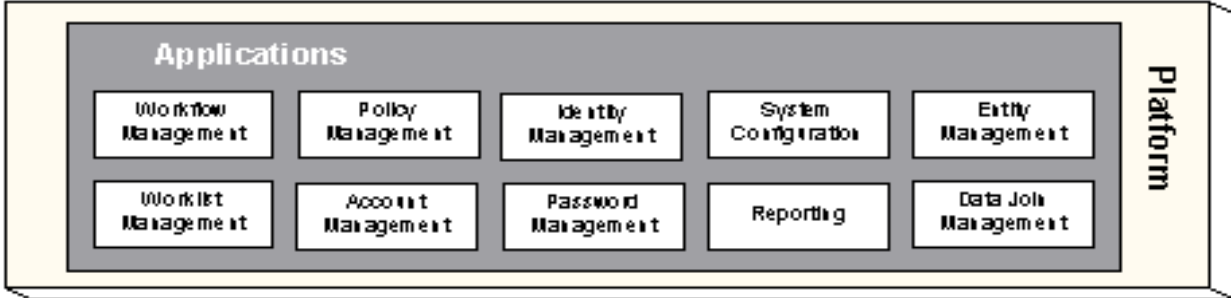 Applications
Workflow
Management
Policy
Management
Identity
Management
System
Configuration
Entity
Management
Worklist
Management
Account
Management
Password
Management
Reporting
Data Join
Management
Platform